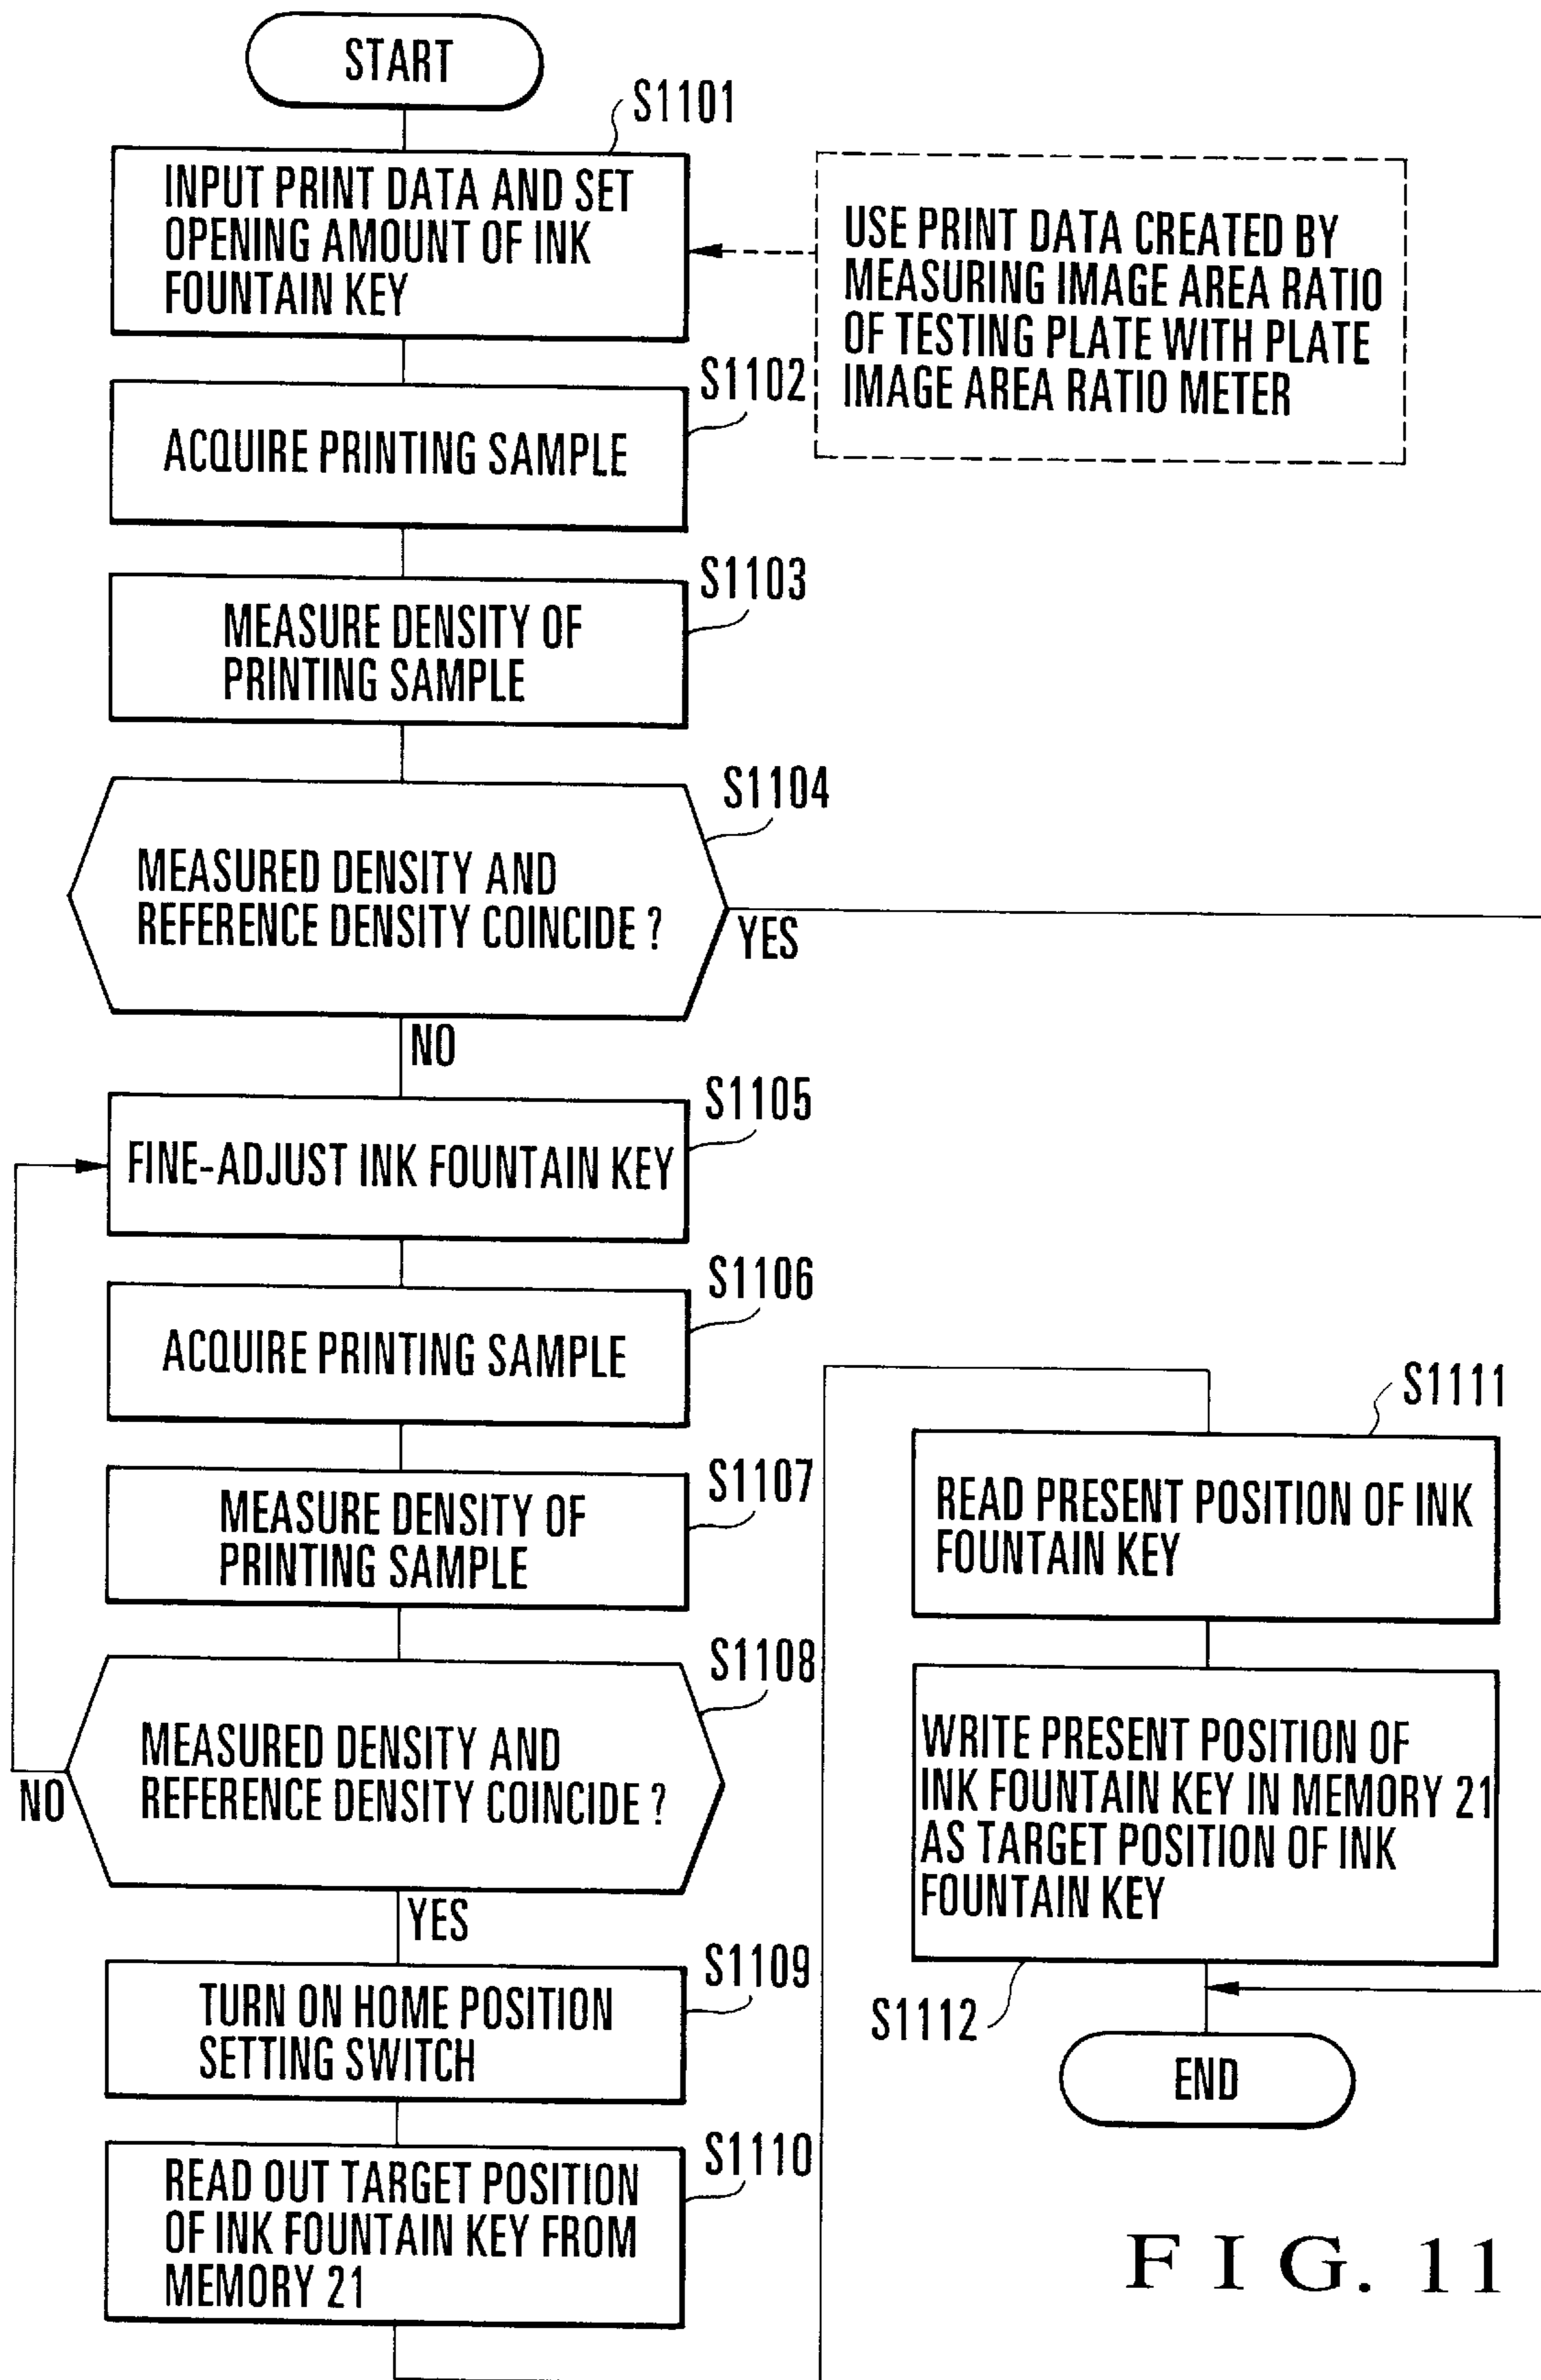 START
S1101
INPUT PRINT DATA AND SET
OPENING AMOUNT OF INK
FOUNTAIN KEY
USE PRINT DATA CREATED BY
MEASURING IMAGE AREA RATIO
OF TESTING PLATE WITH PLATE
IMAGE AREA RATIO METER
S1102
ACQUIRE PRINTING SAMPLE
S1103
MEASURE DENSITY OF
PRINTING SAMPLE
S1104
MEASURED DENSITY AND
REFERENCE DENSITY COINCIDE ?
YES
NO
S1105
FINE-ADJUST INK FOUNTAIN KEY
S1106
ACQUIRE PRINTING SAMPLE
S1107
MEASURE DENSITY OF
PRINTING SAMPLE
S1108
MEASURED DENSITY AND
REFERENCE DENSITY COINCIDE ?
NO
YES
S1109
TURN ON HOME POSITION
SETTING SWITCH
S1110
READ OUT TARGET POSITION
OF INK FOUNTAIN KEY FROM
MEMORY 21
S1111
READ PRESENT POSITION OF INK
FOUNTAIN KEY
WRITE PRESENT POSITION OF
INK FOUNTAIN KEY IN MEMORY 21
AS TARGET POSITION OF INK
FOUNTAIN KEY
S1112
END
FIG. 11